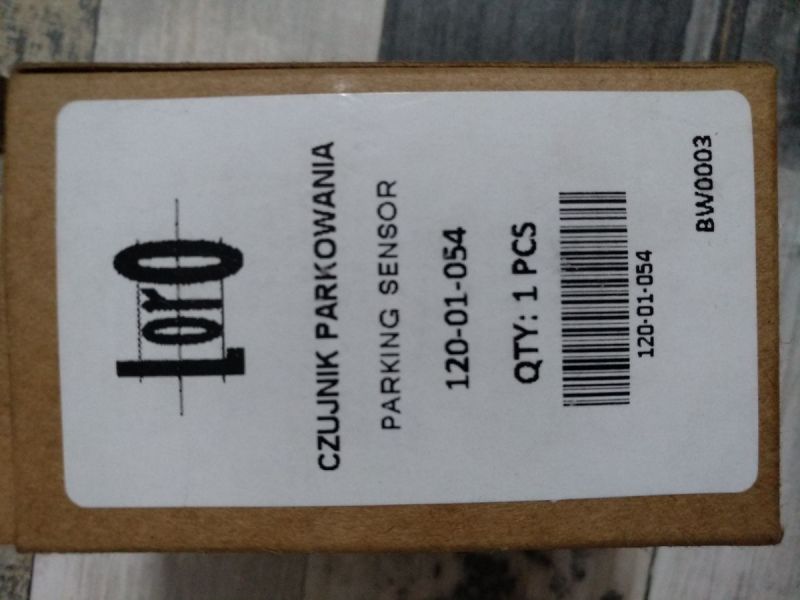 LorO
CZUJNIK PARKOWANIA
PARKING SENSOR
120-01-054
QTY: 1 PCS
120-01-054
BW0003